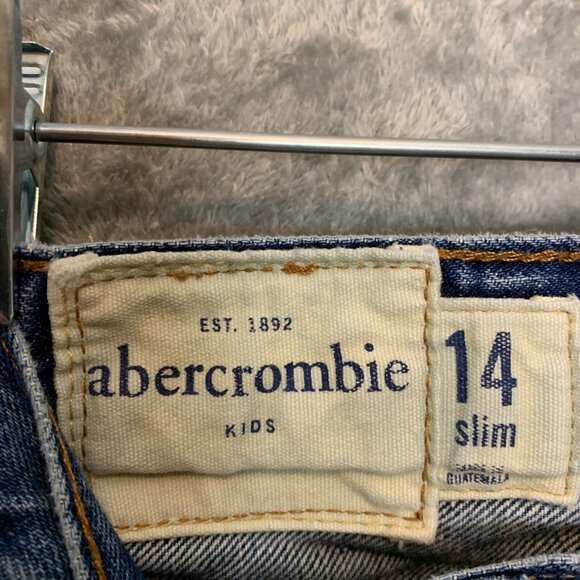 EST. 1892
abercrombie
KIDS
14
slim
MADE IN
GUATEMALA